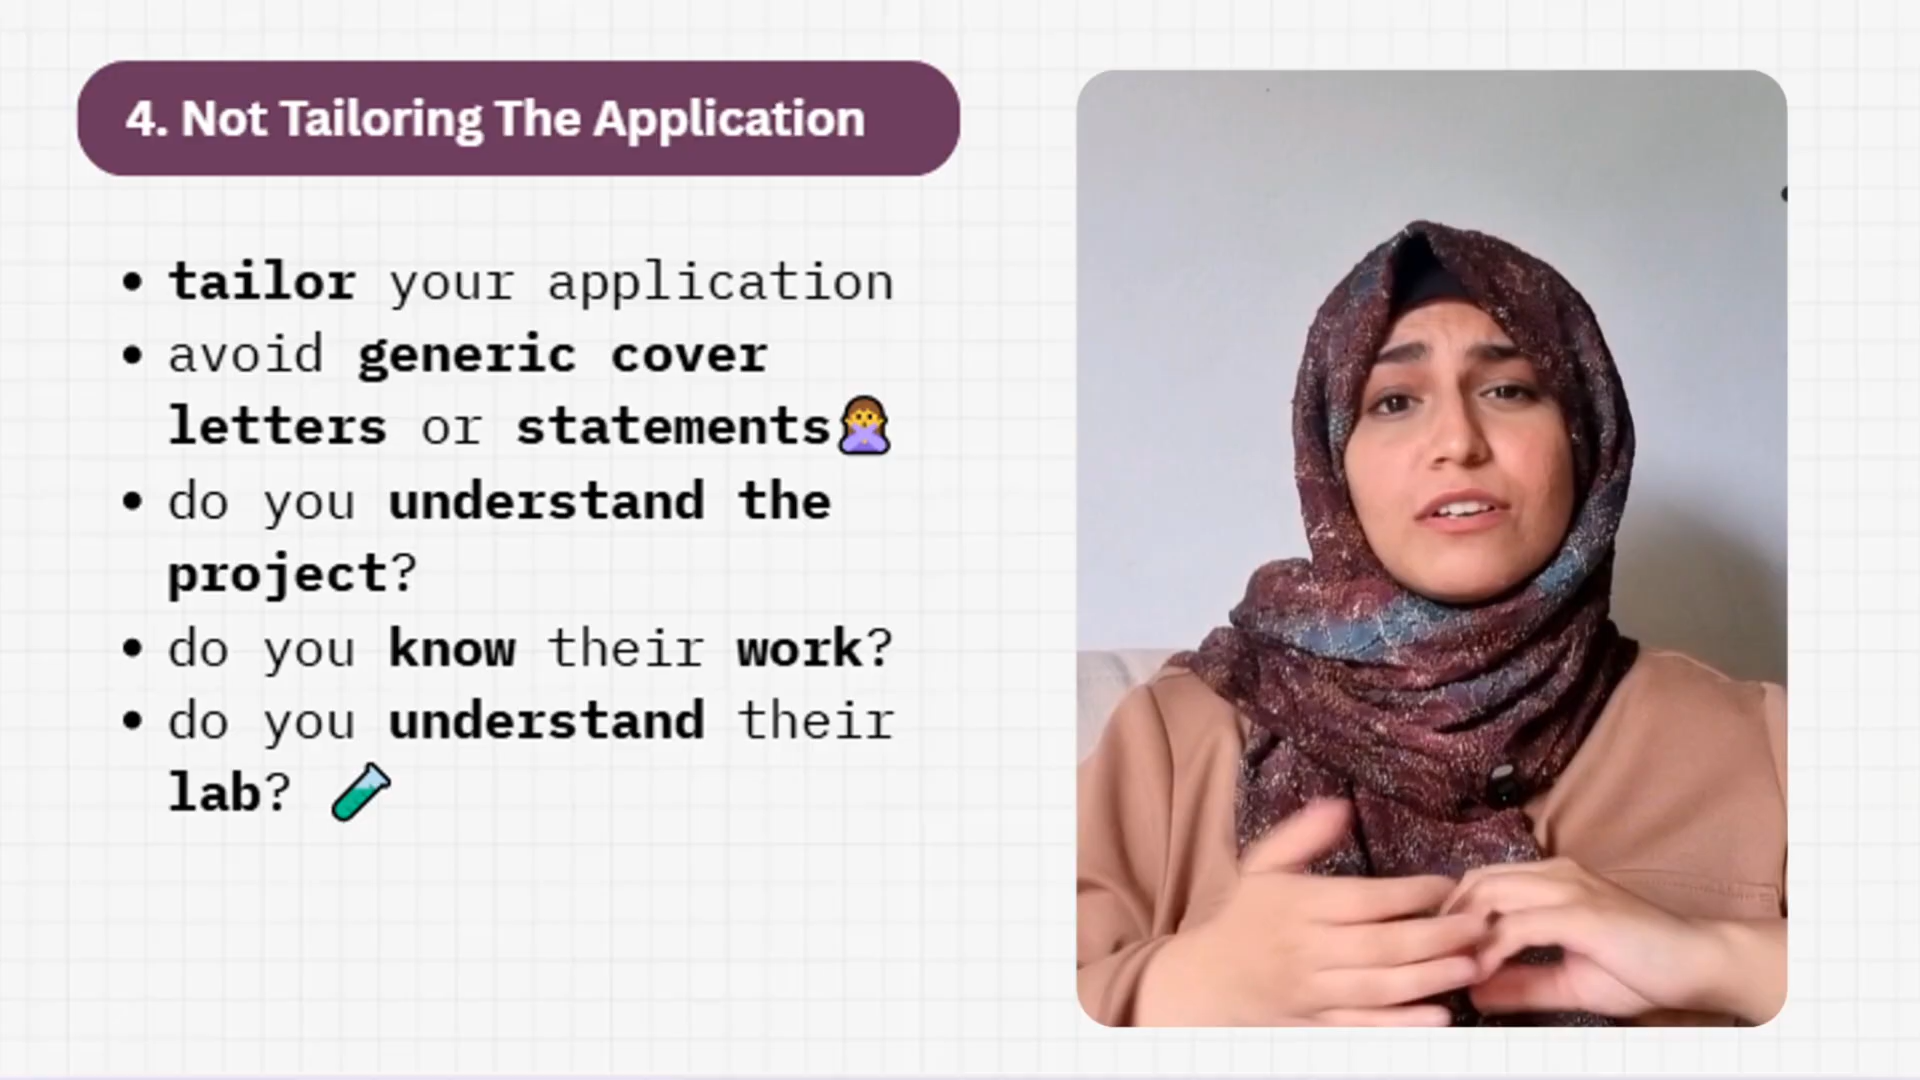 4. Not Tailoring The Application
• tailor your application
• avoid generic cover
letters or statements🙅
• do you understand the
project?
• do you know their work?
• do you understand their
lab? 🧪